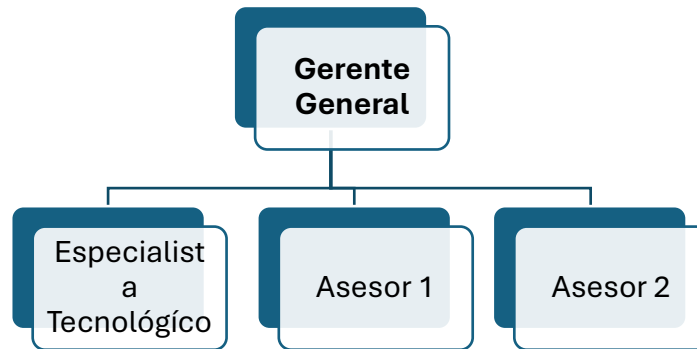 Gerente
General
Especialist
a
Tecnológíco
Asesor 1
Asesor 2